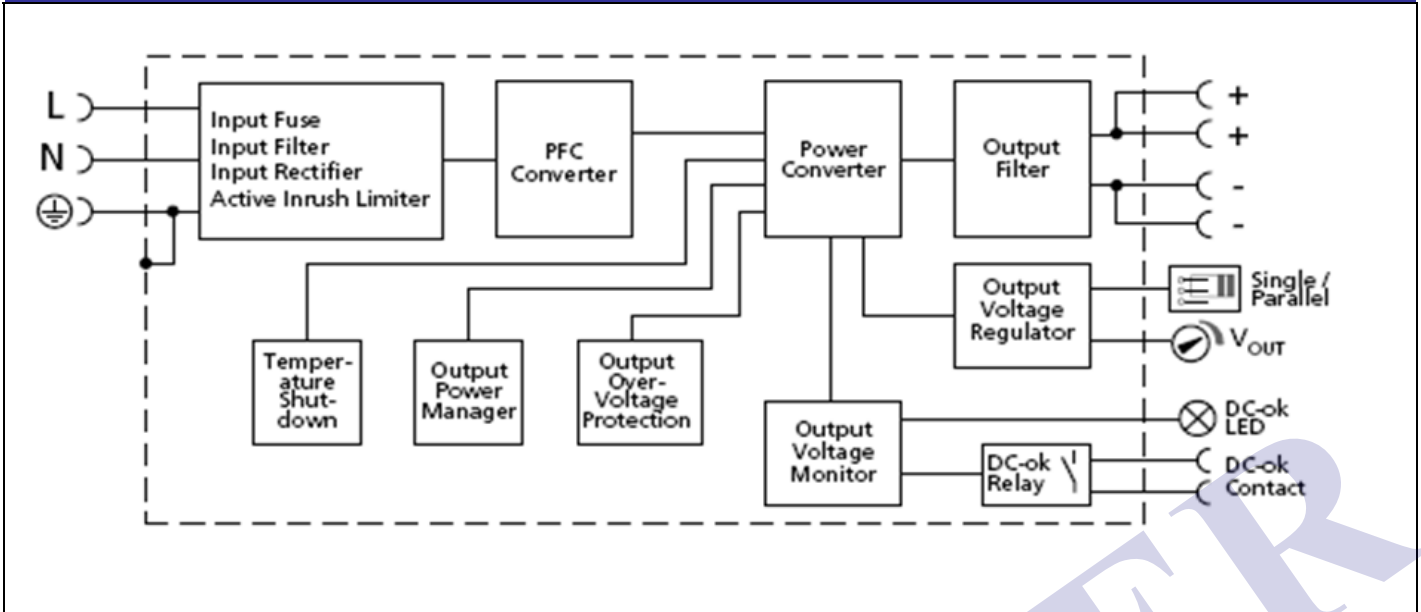 L
N
Input Fuse
Input Filter
Input Rectifier
Active Inrush Limiter
PFC
Converter
Power
Converter
Output
Filter
+
+
-
-
Output
Voltage
Regulator
Single /
Parallel
VOUT
Temper-
ature
Shut-
down
Output
Power
Manager
Output
Over-
Voltage
Protection
Output
Voltage
Monitor
DC-ok
LED
DC-ok
Relay
DC-ok
Contact
ER